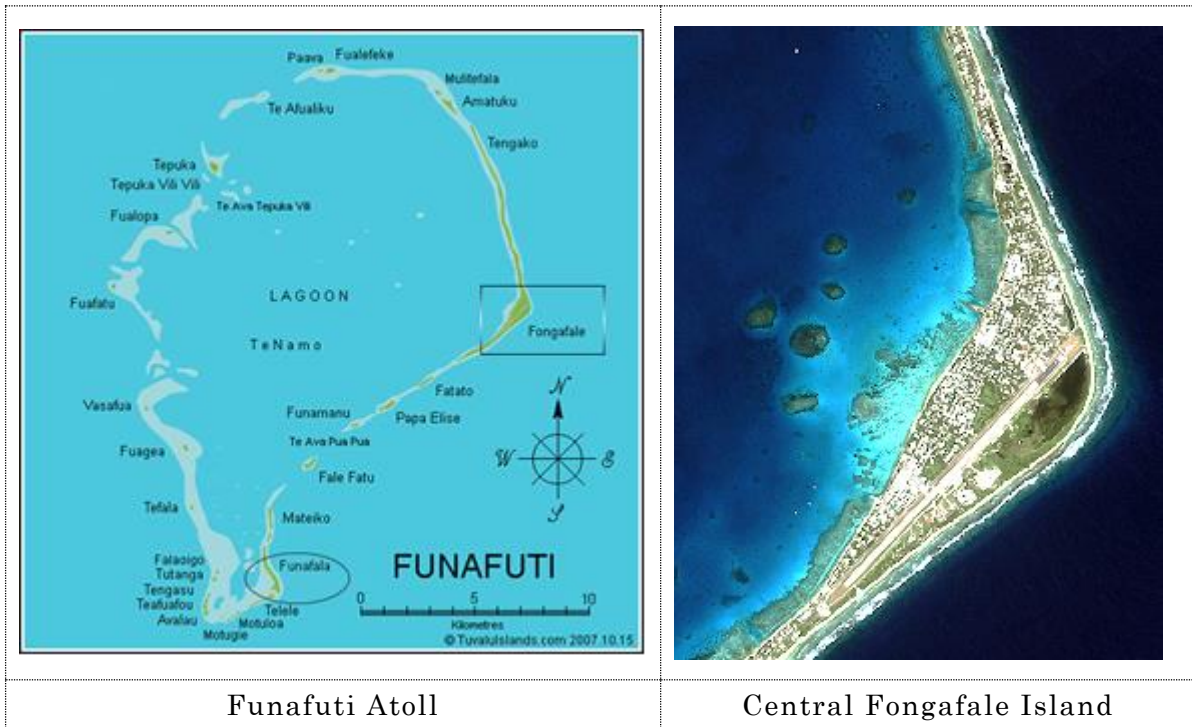 Paava
Fualefeke
Mulitefala
Amatuku
Te Afualiku
Tengako
Tepuka
Tepuka Vili Vili
Te Ava Tepuka Vili
Fualopa
LAGOON
Fuafatu
Fongafale
TeNamo
Fatato
N
Vasafua
Funamanu
Papa Elise
Te Ava Pua Pua
Fuagea
W
Fale Fatu
Tefala
S
Mateiko
Falaoigo
Funafala
FUNAFUTI
Tutanga
Tengasu
Teafuafou
Telele
0 5 10
Avalau
Motuloa
Kilometres
Motugie
© TuvaluIslands.com 2007.10.15
Funafuti Atoll
Central Fongafale Island